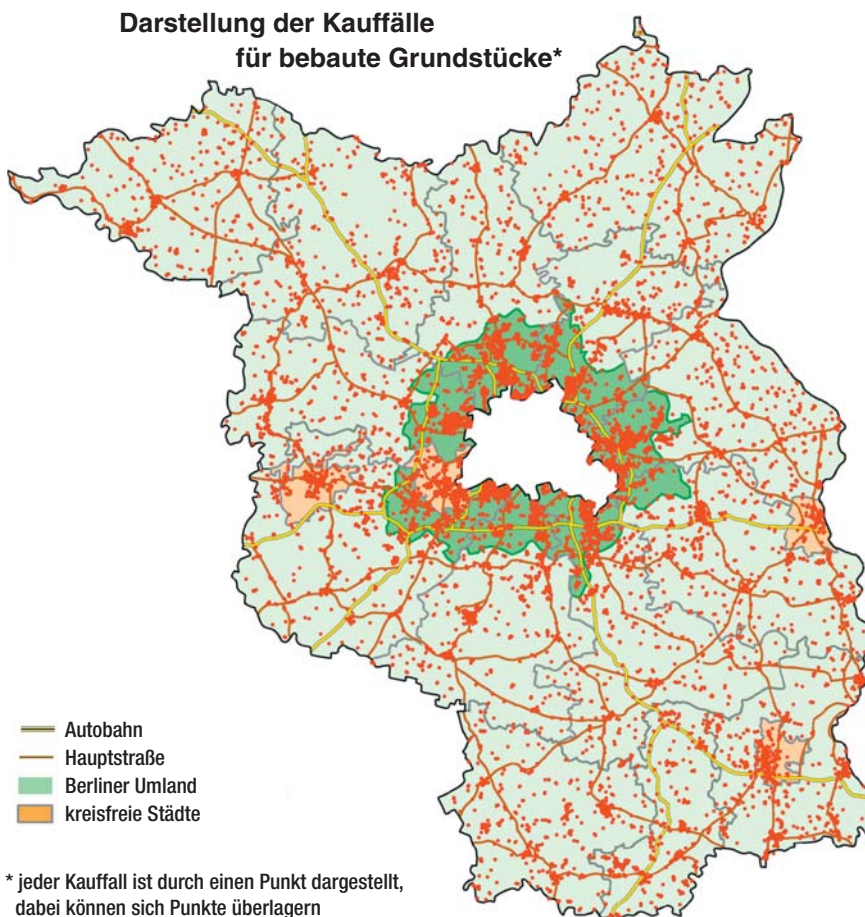 Darstellung der Kauffälle
für bebaute Grundstücke*
Autobahn
Hauptstraße
Berliner Umland
kreisfreie Städte
* jeder Kauffall ist durch einen Punkt dargestellt,
dabei können sich Punkte überlagern